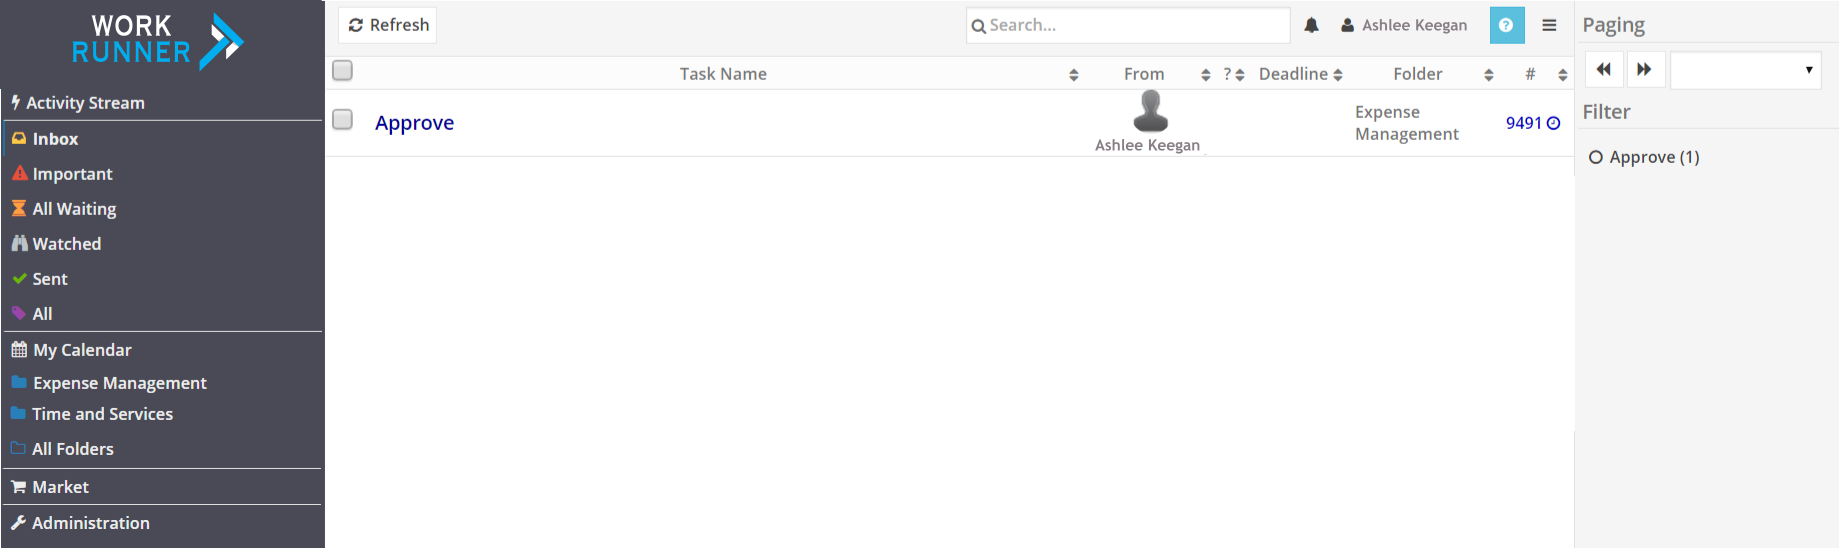 WORK
RUNNER
Activity Stream
Inbox
Important
All Waiting
Watched
Sent
All
My Calendar
Expense Management
Time and Services
All Folders
Market
Administration
Refresh
Search...
Ashlee Keegan
?
Task Name
From
?
Deadline
Folder
#
Approve
Ashlee Keegan
Expense
Management
9491
Paging
Filter
Approve (1)